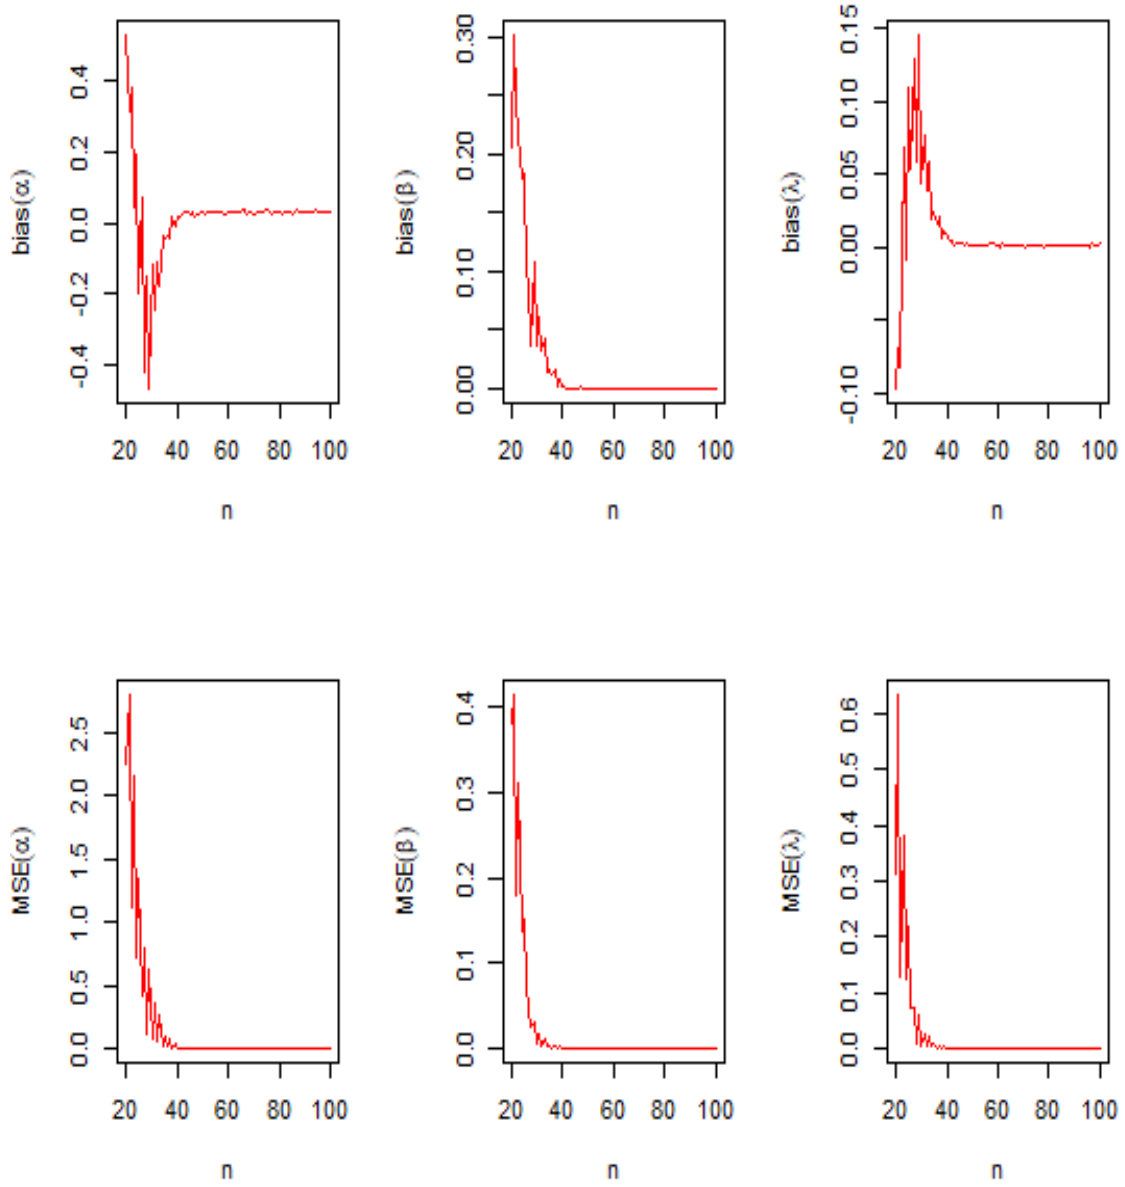 bias(α)
-0.4 -0.2 0.0 0.2 0.4
20 40 60 80 100
n
bias(β)
0.00 0.10 0.20 0.30
20 40 60 80 100
n
bias(λ)
-0.10 0.00 0.05 0.10 0.15
20 40 60 80 100
n
MSE(α)
0.0 0.5 1.0 1.5 2.0 2.5
20 40 60 80 100
n
MSE(β)
0.0 0.1 0.2 0.3 0.4
20 40 60 80 100
n
MSE(λ)
0.0 0.1 0.2 0.3 0.4 0.5 0.6
20 40 60 80 100
n